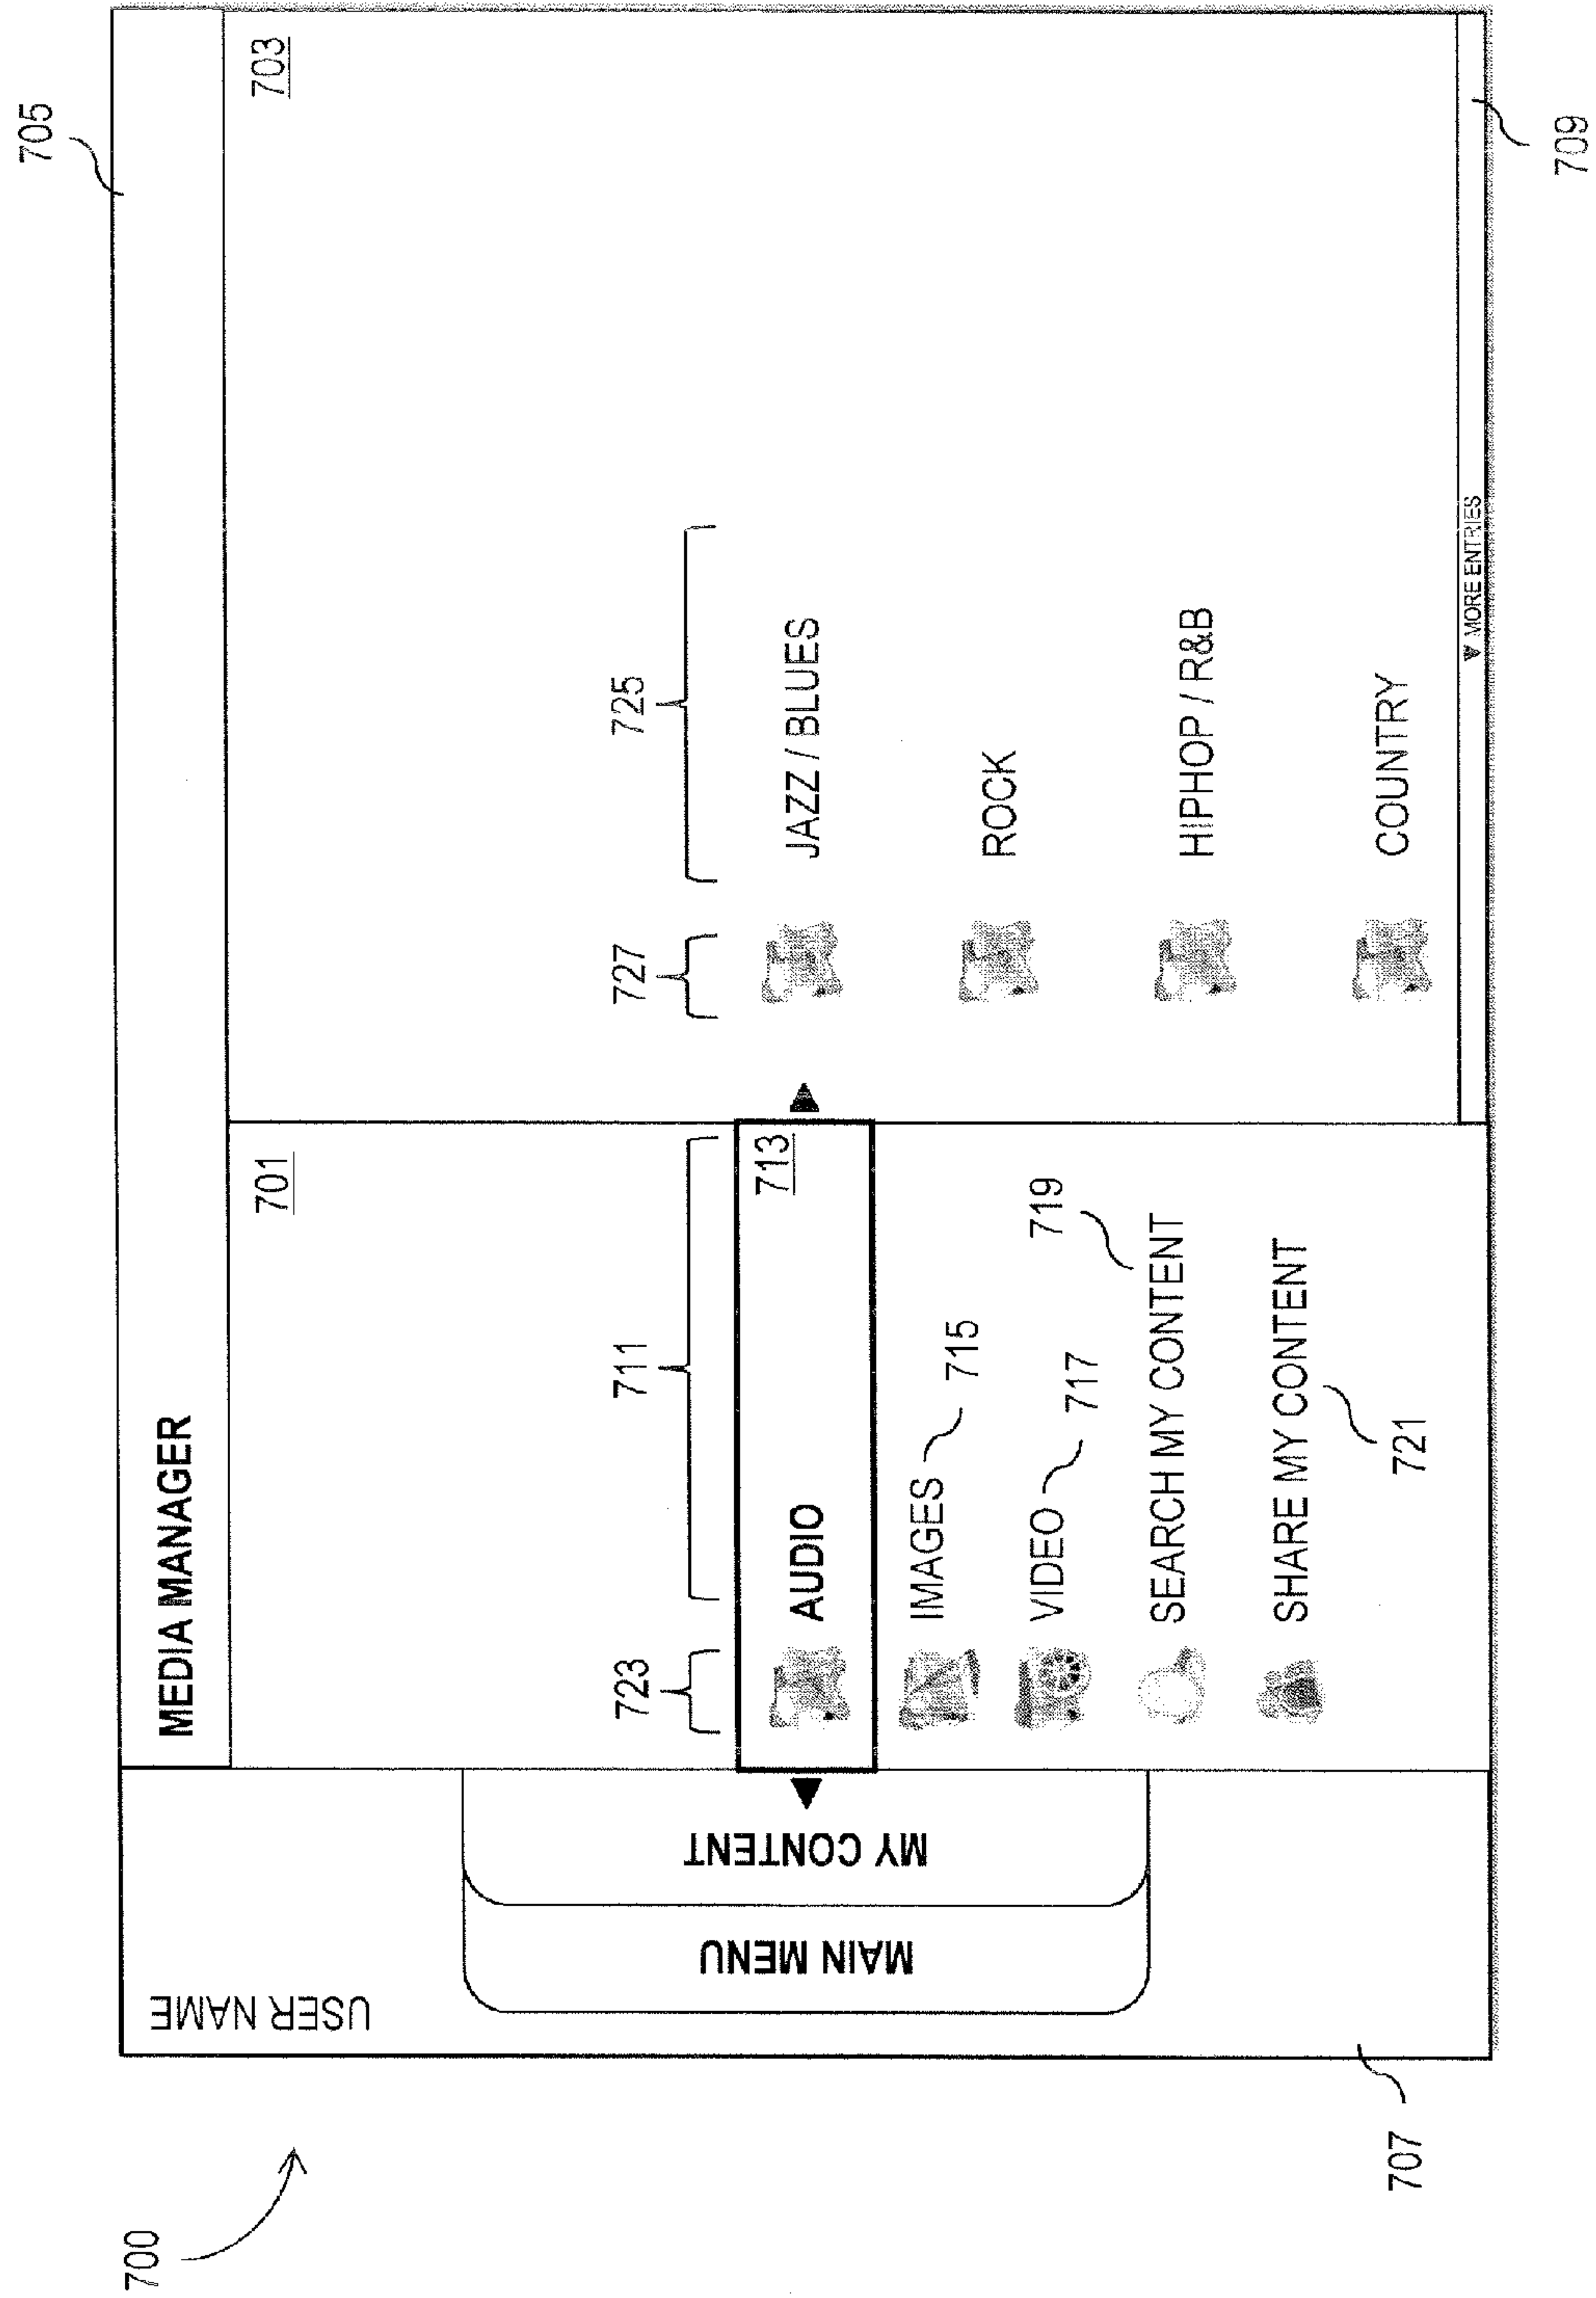 700
705
USER NAME
MEDIA MANAGER
701
703
723
711
727
725
MAIN MENU
MY CONTENT
AUDIO
713
JAZZ / BLUES
IMAGES
715
ROCK
VIDEO
717
719
SEARCH MY CONTENT
HIPHOP / R&B
SHARE MY CONTENT
721
COUNTRY
▼ MORE ENTRIES
707
709